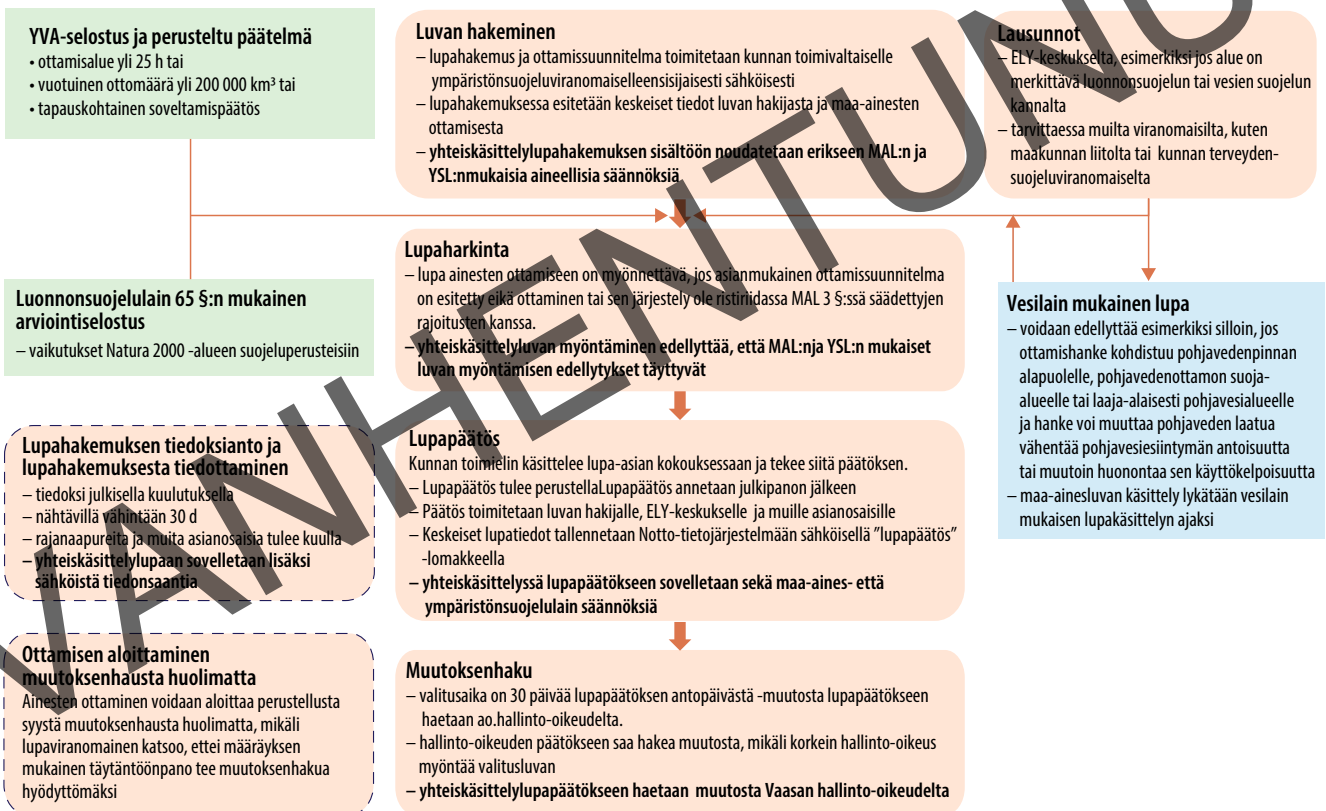 YVA-selostus ja perusteltu päätelmä
• ottamisalue yli 25 h tai
• vuotuinen ottomäärä yli 200 000 km³ tai
• tapauskohtainen soveltamispäätös
Luvan hakeminen
– lupahakemus ja ottamissuunnitelma toimitetaan kunnan toimivaltaiselle
ympäristönsuojeluviranomaiselleensisijaisesti sähköisesti
– lupahakemuksessa esitetään keskeiset tiedot luvan hakijasta ja maa-ainesten
ottamisesta
– yhteiskäsittelylupahakemuksen sisältöön noudatetaan erikseen MAL:n ja
YSL:nmukaisia aineellisia säännöksiä
Lausunnot
– ELY-keskukselta, esimerkiksi jos alue on
merkittävä luonnonsuojelun tai vesien suojelun
kannalta
– tarvittaessa muilta viranomaisilta, kuten
maakunnan liitolta tai kunnan terveyden-
suojeluviranomaiselta
Luonnonsuojelulain 65 §:n mukainen
arviointiselostus
– vaikutukset Natura 2000 -alueen suojeluperusteisiin
Lupaharkinta
– lupa ainesten ottamiseen on myönnettävä, jos asianmukainen ottamissuunnitelma
on esitetty eikä ottaminen tai sen järjestely ole ristiriidassa MAL 3 §:ssä säädettyjen
rajoitusten kanssa.
– yhteiskäsittelyluvan myöntäminen edellyttää, että MAL:nja YSL:n mukaiset
luvan myöntämisen edellytykset täyttyvät
Vesilain mukainen lupa
– voidaan edellyttää esimerkiksi silloin, jos
ottamishanke kohdistuu pohjavedenpinnan
alapuolelle, pohjavedenottamon suoja-
alueelle tai laaja-alaisesti pohjavesialueelle
ja hanke voi muuttaa pohjaveden laatua
vähentää pohjavesiesiintymän antoisuutta
tai muutoin huonontaa sen käyttökelpoisuutta
– maa-ainesluvan käsittely lykätään vesilain
mukaisen lupakäsittelyn ajaksi
Lupahakemuksen tiedoksianto ja
lupahakemuksesta tiedottaminen
– tiedoksi julkisella kuulutuksella
– nähtävillä vähintään 30 d
– rajanaapureita ja muita asianosaisia tulee kuulla
– yhteiskäsittelylupaan sovelletaan lisäksi
sähköistä tiedonsaantia
Lupapäätös
Kunnan toimielin käsittelee lupa-asian kokouksessaan ja tekee siitä päätöksen.
– Lupapäätös tulee perustellaLupapäätös annetaan julkipanon jälkeen
– Päätös toimitetaan luvan hakijalle, ELY-keskukselle ja muille asianosaisille
– Keskeiset lupatiedot tallennetaan Notto-tietojärjestelmään sähköisellä ”lupapäätös”
-lomakkeella
– yhteiskäsittelyssä lupapäätökseen sovelletaan sekä maa-aines- että
ympäristönsuojelulain säännöksiä
Ottamisen aloittaminen
muutoksenhausta huolimatta
Ainesten ottaminen voidaan aloittaa perustellusta
syystä muutoksenhausta huolimatta, mikäli
lupaviranomainen katsoo, ettei määräyksen
mukainen täytäntöönpano tee muutoksenhakua
hyödyttömäksi
Muutoksenhaku
– valitusaika on 30 päivää lupapäätöksen antopäivästä -muutosta lupapäätökseen
haetaan ao.hallinto-oikeudelta.
– hallinto-oikeuden päätökseen saa hakea muutosta, mikäli korkein hallinto-oikeus
myöntää valitusluvan
– yhteiskäsittelylupapäätökseen haetaan muutosta Vaasan hallinto-oikeudelta
VANHENTUNU